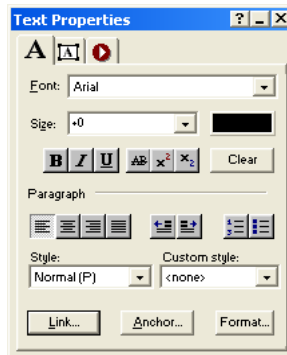 Text Properties
A A
Font: Arial
Size: +0
B I U AB x² x₂ Clear
Paragraph
Style: Custom style:
Normal (P) <none>
Link... Anchor... Format...